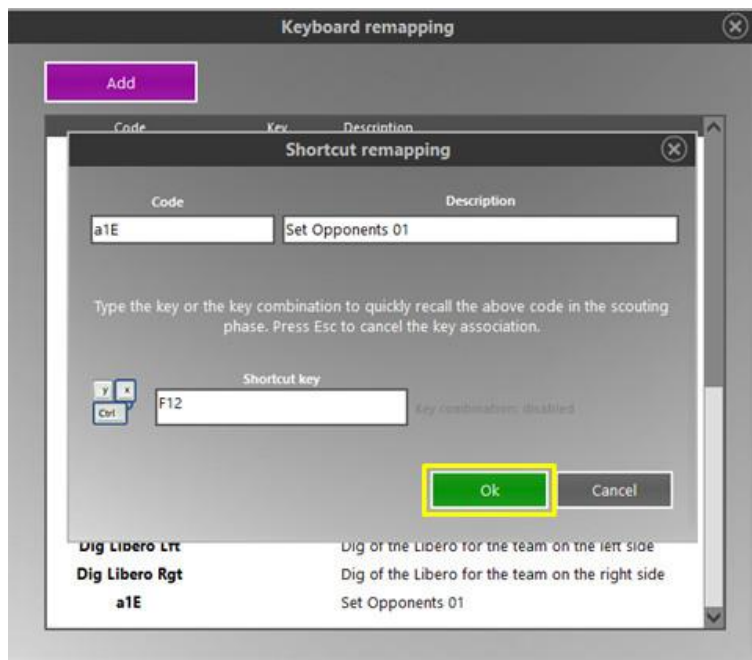 Keyboard remapping
Add
Code Key Description
Shortcut remapping
Code Description
a1E Set Opponents 01
Type the key or the key combination to quickly recall the above code in the scouting
phase. Press Esc to cancel the key association.
y x
Ctrl
Shortcut key
F12
Key combination: disabled
Ok Cancel
Dig Libero Lft Dig of the Libero for the team on the left side
Dig Libero Rgt Dig of the Libero for the team on the right side
a1E Set Opponents 01